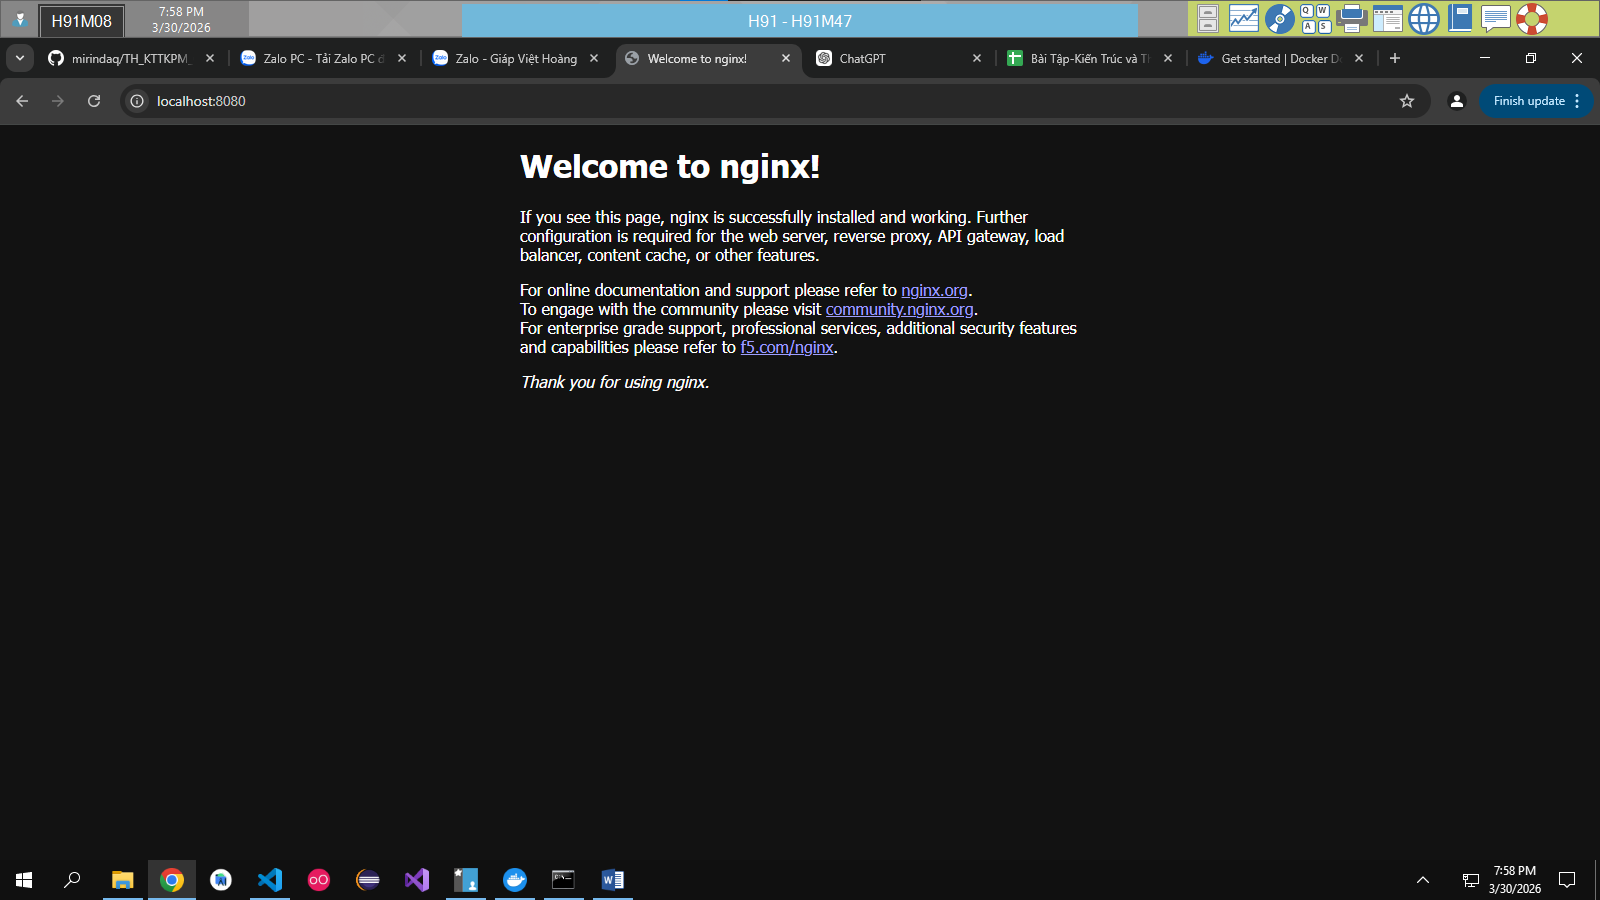 H91M08
7:58 PM
3/30/2026
H91 - H91M47
Q W
A S
mirindaq/TH_KTTKPM_
Zalo PC - Tải Zalo PC đ
Zalo - Giáp Việt Hoàng
Welcome to nginx!
ChatGPT
Bài Tập-Kiến Trúc và Th
Get started | Docker De
localhost:8080
Finish update
Welcome to nginx!
If you see this page, nginx is successfully installed and working. Further
configuration is required for the web server, reverse proxy, API gateway, load
balancer, content cache, or other features.
For online documentation and support please refer to nginx.org.
To engage with the community please visit community.nginx.org.
For enterprise grade support, professional services, additional security features
and capabilities please refer to f5.com/nginx.
Thank you for using nginx.
7:58 PM
3/30/2026